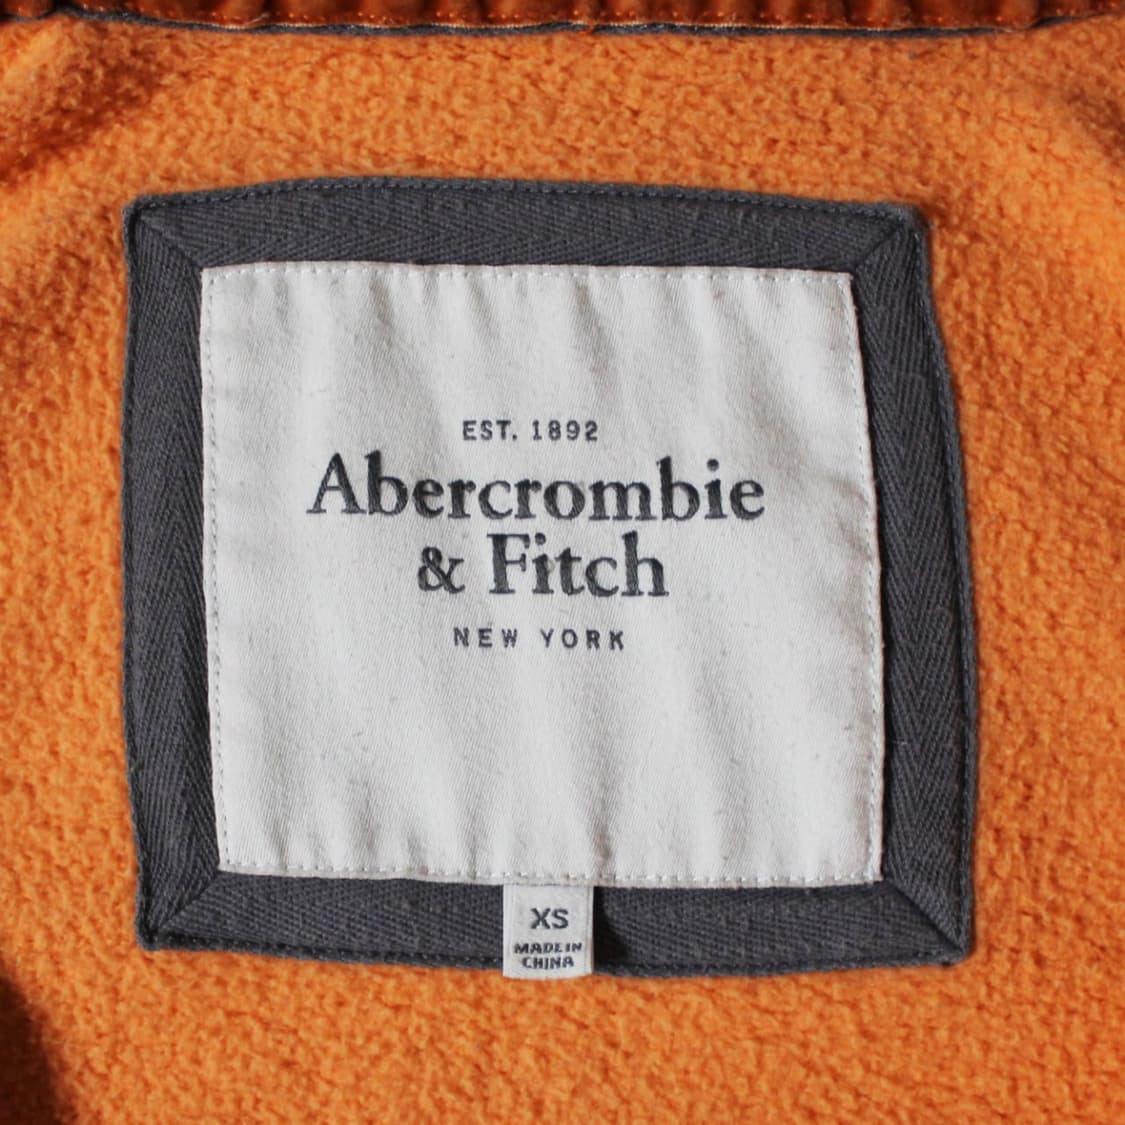 EST. 1892
Abercrombie
& Fitch
NEW YORK
XS
MADE IN
CHINA